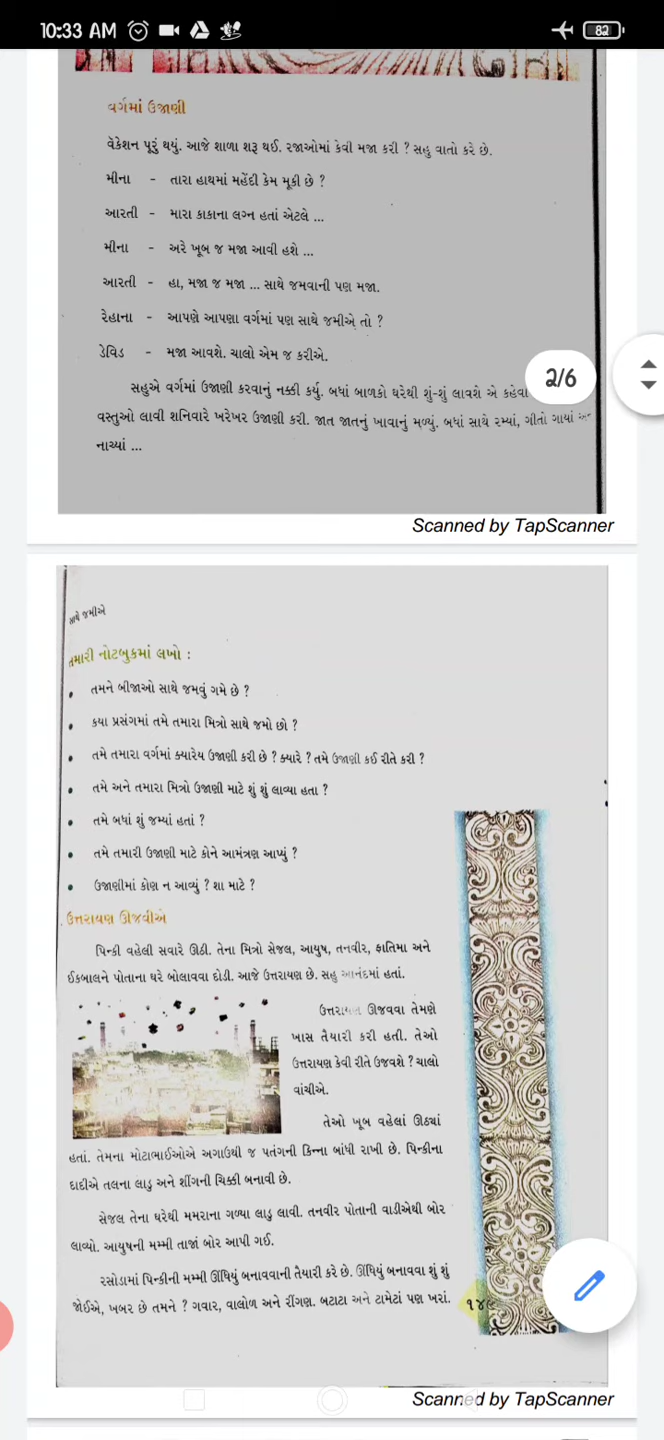 10:33 AM
82
વર્ગમાં ઉજાણી
વૅકેશન પૂરું થયું. આજે શાળા શરૂ થઈ. રજાઓમાં કેવી મજા કરી ? સહુ વાતો કરે છે.
મીના - તારા હાથમાં મહેંદી કેમ મૂકી છે ?
આરતી - મારા કાકાના લગ્ન હતાં એટલે ...
મીના - અરે ખૂબ જ મજા આવી હશે ...
આરતી - હા, મજા જ મજા ... સાથે જમવાની પણ મજા.
રેહાના - આપણે આપણા વર્ગમાં પણ સાથે જમીએ તો ?
ડેવિડ - મજા આવશે. ચાલો એમ જ કરીએ.
2/6
સહુએ વર્ગમાં ઉજાણી કરવાનું નક્કી કર્યુ. બધાં બાળકો ઘરેથી શું-શું લાવશે એ કહેવા
વસ્તુઓ લાવી શનિવારે ખરેખર ઉજાણી કરી. જાત જાતનું ખાવાનું મળ્યું. બધાં સાથે રમ્યાં, ગીતો ગાયાં
નાચ્યાં ...
Scanned by TapScanner
સાથે જમીએ
તમારી નોટબુકમાં લખો :
• તમને બીજાઓ સાથે જમવું ગમે છે ?
• કયા પ્રસંગમાં તમે તમારા મિત્રો સાથે જમો છો ?
• તમે તમારા વર્ગમાં ક્યારેય ઉજાણી કરી છે ? ક્યારે ? તમે ઉજાણી કઈ રીતે કરી ?
• તમે અને તમારા મિત્રો ઉજાણી માટે શું શું લાવ્યા હતા ?
• તમે બધાં શું જમ્યાં હતાં ?
• તમે તમારી ઉજાણી માટે કોને આમંત્રણ આપ્યું ?
• ઉજાણીમાં કોણ ન આવ્યું ? શા માટે ?
ઉત્તરાયણ ઊજવીએ
પિન્કી વહેલી સવારે ઊઠી. તેના મિત્રો સેજલ, આયુષ, તનવીર, ફાતિમા અને
ઈકબાલને પોતાના ઘરે બોલાવવા દોડી. આજે ઉત્તરાયણ છે. સહુ આનંદમાં હતાં.
ઉત્તરાયણ ઊજવવા તેમણે
ખાસ તૈયારી કરી હતી. તેઓ
ઉત્તરાયણ કેવી રીતે ઉજવશે ? ચાલો
વાંચીએ.
તેઓ ખૂબ વહેલાં ઊઠ્યાં
હતાં. તેમના મોટાભાઈઓએ અગાઉથી જ પતંગની કિન્ના બાંધી રાખી છે. પિન્કીના
દાદીએ તલના લાડુ અને શીંગની ચિક્કી બનાવી છે.
સેજલ તેના ઘરેથી મમરાના ગળ્યા લાડુ લાવી. તનવીર પોતાની વાડીએથી બોર
લાવ્યો. આયુષની મમ્મી તાજાં બોર આપી ગઈ.
રસોડામાં પિન્કીની મમ્મી ઊંધિયું બનાવવાની તૈયારી કરે છે. ઊંધિયું બનાવવા શું શું
જોઈએ, ખબર છે તમને ? ગવાર, વાલોળ અને રીંગણ. બટાટા અને ટામેટાં પણ ખરાં.
Scanned by TapScanner